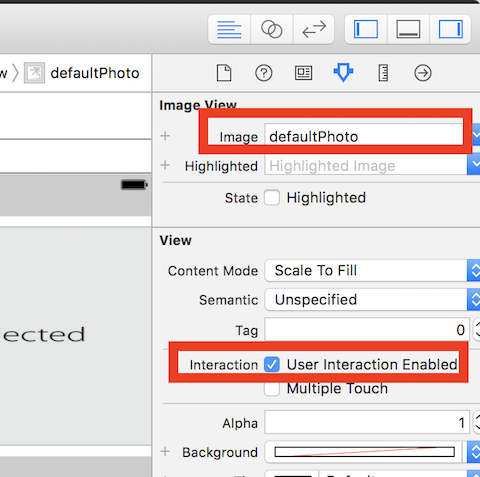 w 〉 defaultPhoto
Image View
Image defaultPhoto
Highlighted Highlighted Image
State Highlighted
View
Content Mode Scale To Fill
Semantic Unspecified
Tag 0
ected
Interaction User Interaction Enabled
Multiple Touch
Alpha 1
Background